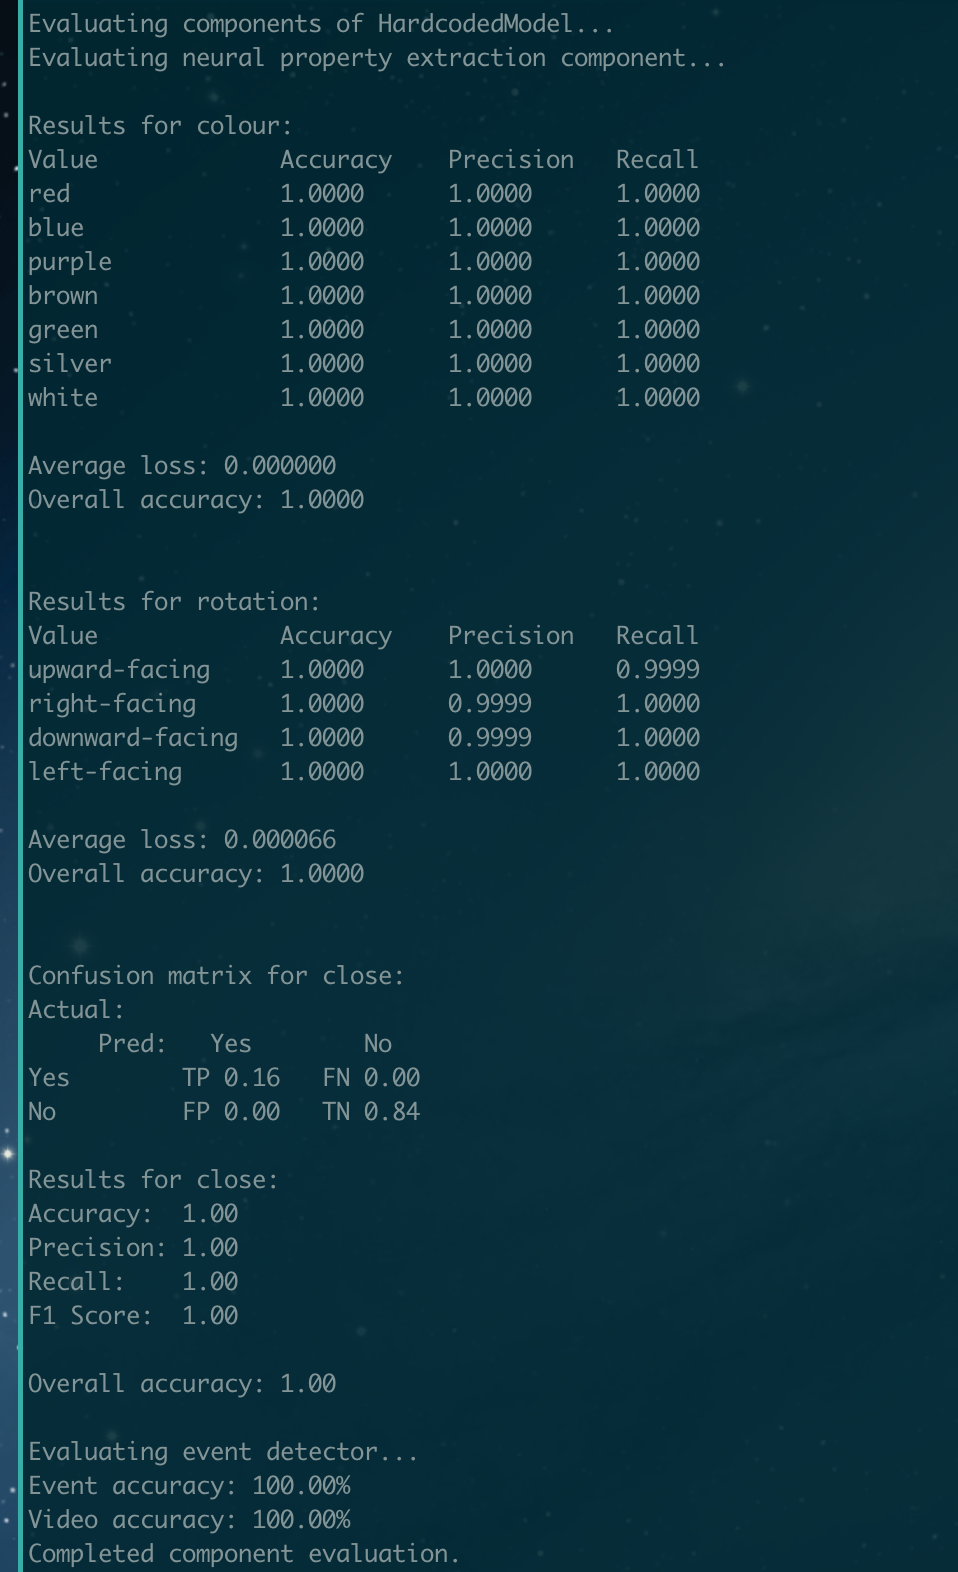 Evaluating components of HardcodedModel...
Evaluating neural property extraction component...
Results for colour:
Value Accuracy Precision Recall
red 1.0000 1.0000 1.0000
blue 1.0000 1.0000 1.0000
purple 1.0000 1.0000 1.0000
brown 1.0000 1.0000 1.0000
green 1.0000 1.0000 1.0000
silver 1.0000 1.0000 1.0000
white 1.0000 1.0000 1.0000
Average loss: 0.000000
Overall accuracy: 1.0000
Results for rotation:
Value Accuracy Precision Recall
upward-facing 1.0000 1.0000 0.9999
right-facing 1.0000 0.9999 1.0000
downward-facing 1.0000 0.9999 1.0000
left-facing 1.0000 1.0000 1.0000
Average loss: 0.000066
Overall accuracy: 1.0000
Confusion matrix for close:
Actual:
Pred: Yes No
Yes TP 0.16 FN 0.00
No FP 0.00 TN 0.84
Results for close:
Accuracy: 1.00
Precision: 1.00
Recall: 1.00
F1 Score: 1.00
Overall accuracy: 1.00
Evaluating event detector...
Event accuracy: 100.00%
Video accuracy: 100.00%
Completed component evaluation.